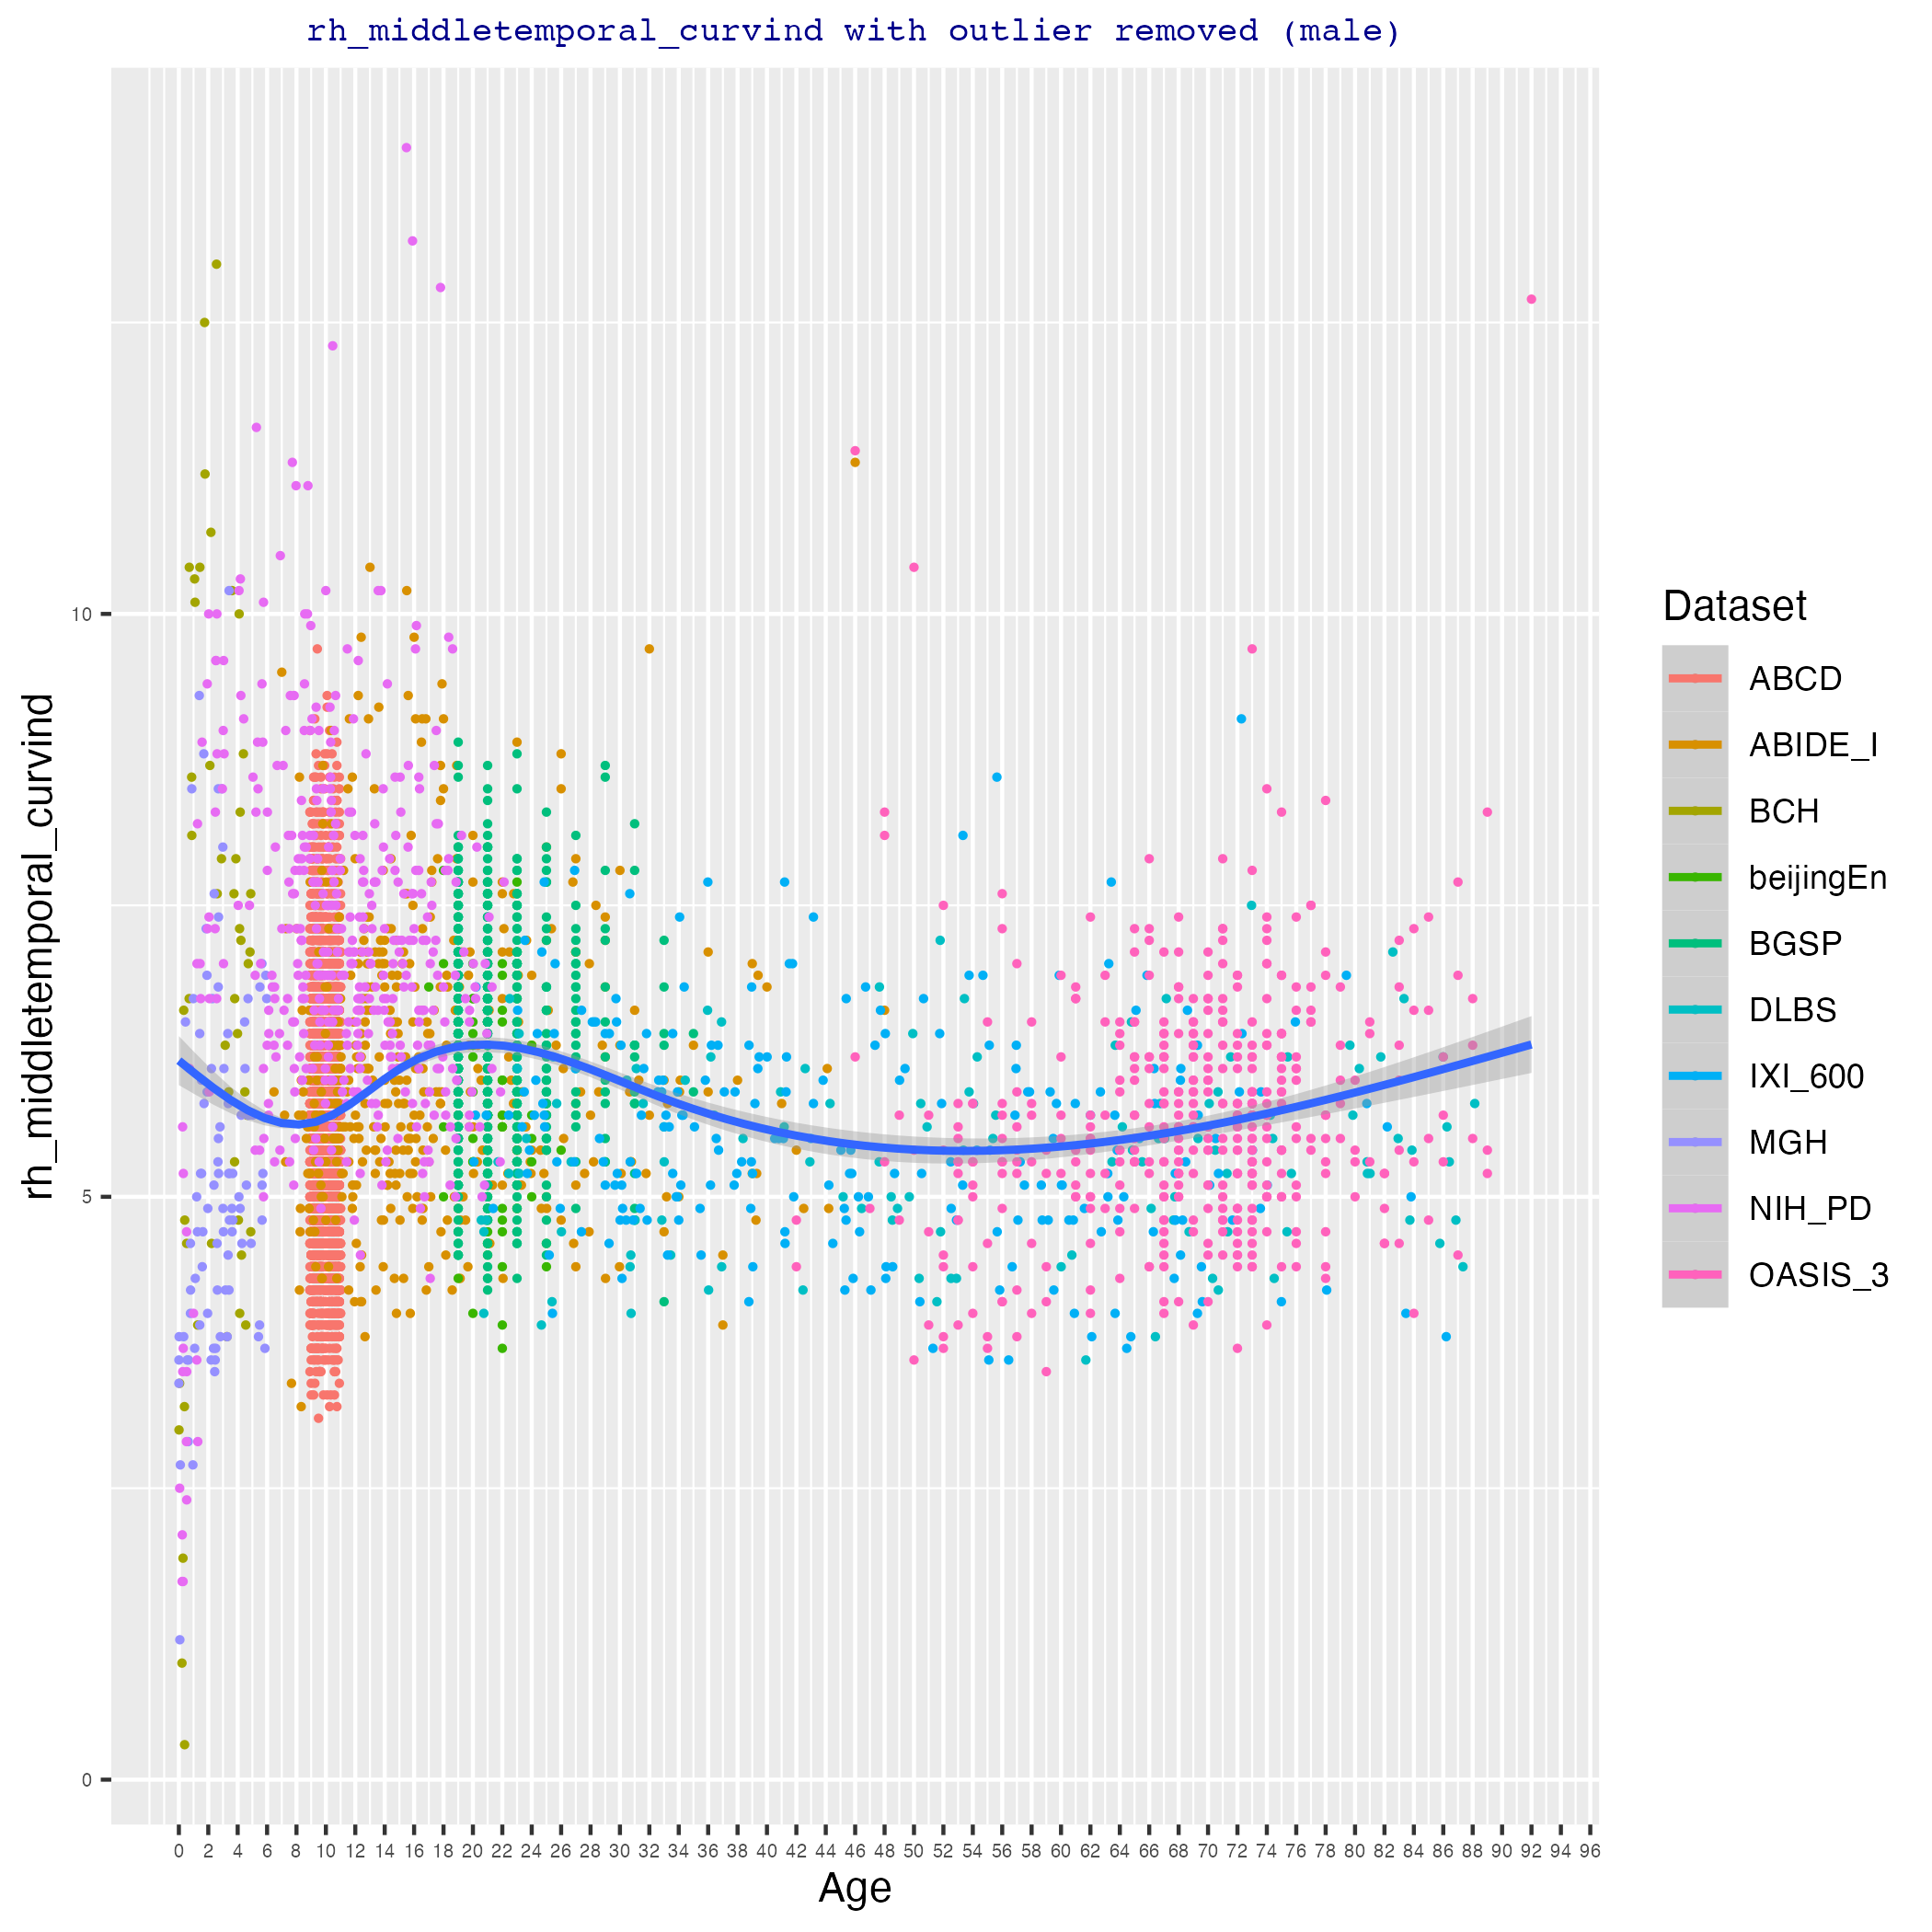 rh_middletemporal_curvind with outlier removed (male)
rh_middletemporal_curvind
10
5
0
0 2 4 6 8 10 12 14 16 18 20 22 24 26 28 30 32 34 36 38 40 42 44 46 48 50 52 54 56 58 60 62 64 66 68 70 72 74 76 78 80 82 84 86 88 90 92 94 96
Age
Dataset
ABCD
ABIDE_I
BCH
beijingEn
BGSP
DLBS
IXI_600
MGH
NIH_PD
OASIS_3